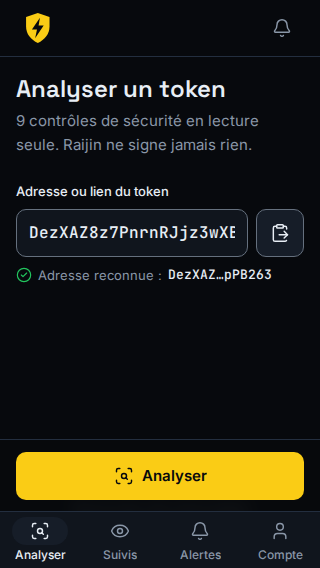 Analyser un token
9 contrôles de sécurité en lecture
seule. Raijin ne signe jamais rien.
Adresse ou lien du token
DezXAZ8z7PnrnRJjz3wXE
Adresse reconnue : DezXAZ…pPB263
Analyser
Analyser Suivis Alertes Compte